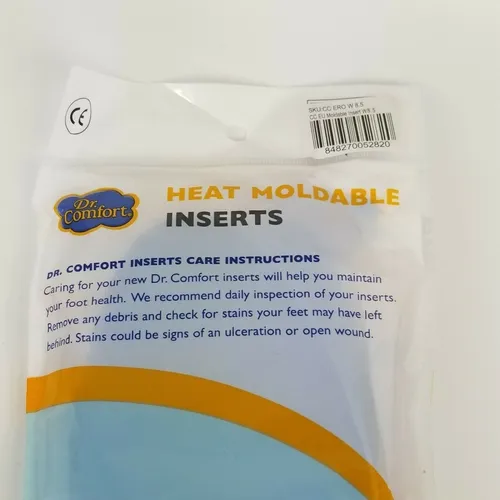 CE
SKU:CC ERO W 8.5
CC EU Moldable Insert W8.5
848270052820
Dr. Comfort
HEAT MOLDABLE
INSERTS
DR. COMFORT INSERTS CARE INSTRUCTIONS
Caring for your new Dr. Comfort inserts will help you maintain
your foot health. We recommend daily inspection of your inserts.
Remove any debris and check for stains your feet may have left
behind. Stains could be signs of an ulceration or open wound.